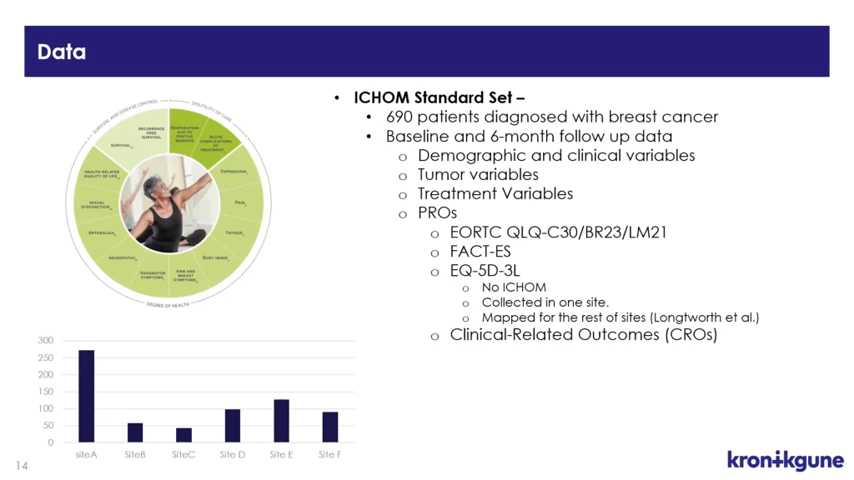 Data
SURVIVAL AND DISEASE CONTROL
DISUTILITY OF CARE
RECURRENCE
FREE
SURVIVAL
REOPERATION
DUE TO
POSITIVE
MARGINS
ACUTE
COMPLICATIONS
OF
TREATMENT
SURVIVAL
HEALTH-RELATED
QUALITY OF LIFE
DEPRESSION
SEXUAL
DYSFUNCTION
PAIN
ARTHRALGIA
FATIGUE
NEUROPATHY
BODY IMAGE
VASOMOTOR
SYMPTOMS
ARM AND
BREAST
SYMPTOMS
DEGREE OF HEALTH
• ICHOM Standard Set –
• 690 patients diagnosed with breast cancer
• Baseline and 6-month follow up data
o Demographic and clinical variables
o Tumor variables
o Treatment Variables
o PROs
o EORTC QLQ-C30/BR23/LM21
o FACT-ES
o EQ-5D-3L
o No ICHOM
o Collected in one site.
o Mapped for the rest of sites (Longtworth et al.)
o Clinical-Related Outcomes (CROs)
300
250
200
150
100
50
0
siteA SiteB SiteC Site D Site E Site F
14
kronikgune